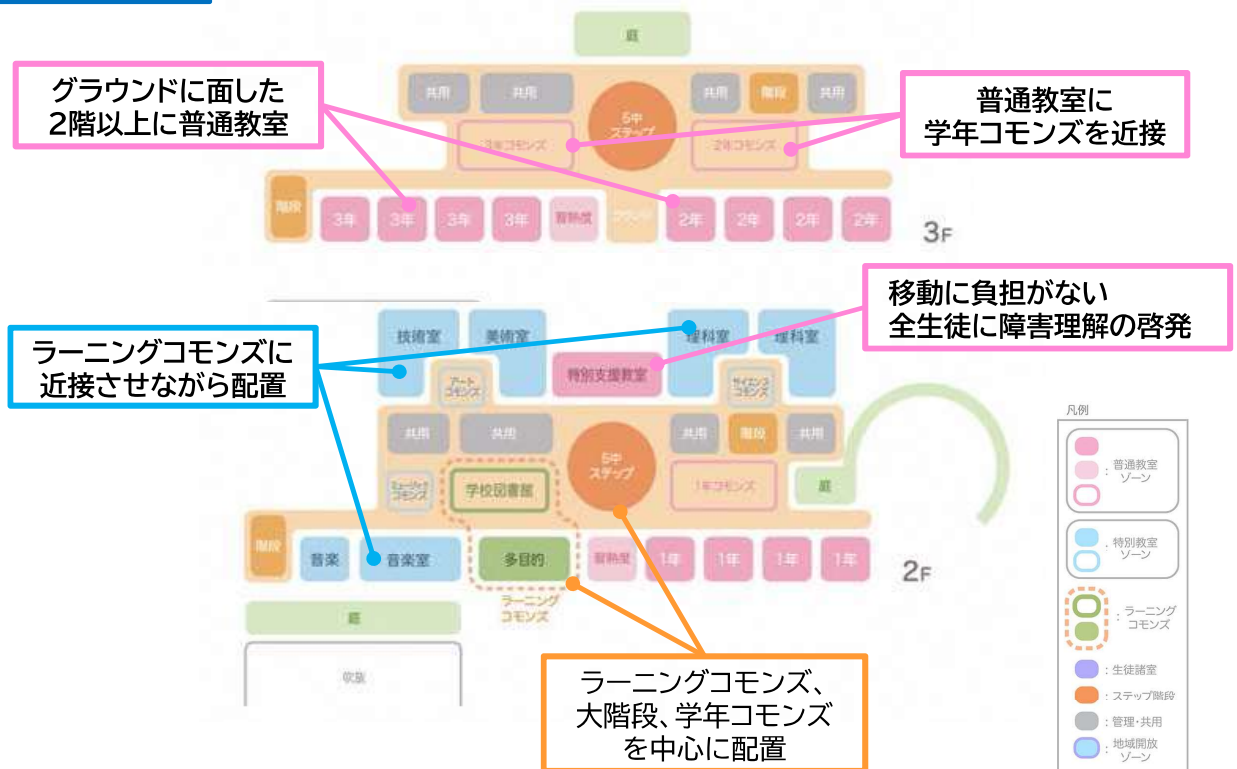 庭
グラウンドに面した
2階以上に普通教室
普通教室に
学年コモンズを近接
共用
共用
5中
ステップ
共用
階段
共用
3年コモンズ
2年コモンズ
階段
3年
3年
3年
3年
習熟度
2年
2年
2年
2年
3F
移動に負担がない
全生徒に障害理解の啓発
ラーニングコモンズに
近接させながら配置
技術室
美術室
特別支援教室
理科室
理科室
アート
コモンズ
サイエンス
コモンズ
共用
共用
5中
ステップ
共用
階段
共用
ミュージック
コモンズ
学校図書館
1年コモンズ
庭
階段
音楽
音楽室
多目的
習熟度
1年
1年
1年
1年
2F
ラーニング
コモンズ
庭
ラーニングコモンズ、
大階段、学年コモンズ
を中心に配置
凡例
:普通教室
ゾーン
:特別教室
ゾーン
:ラーニング
コモンズ
:生徒諸室
:ステップ階段
:管理・共用
:地域開放
ゾーン